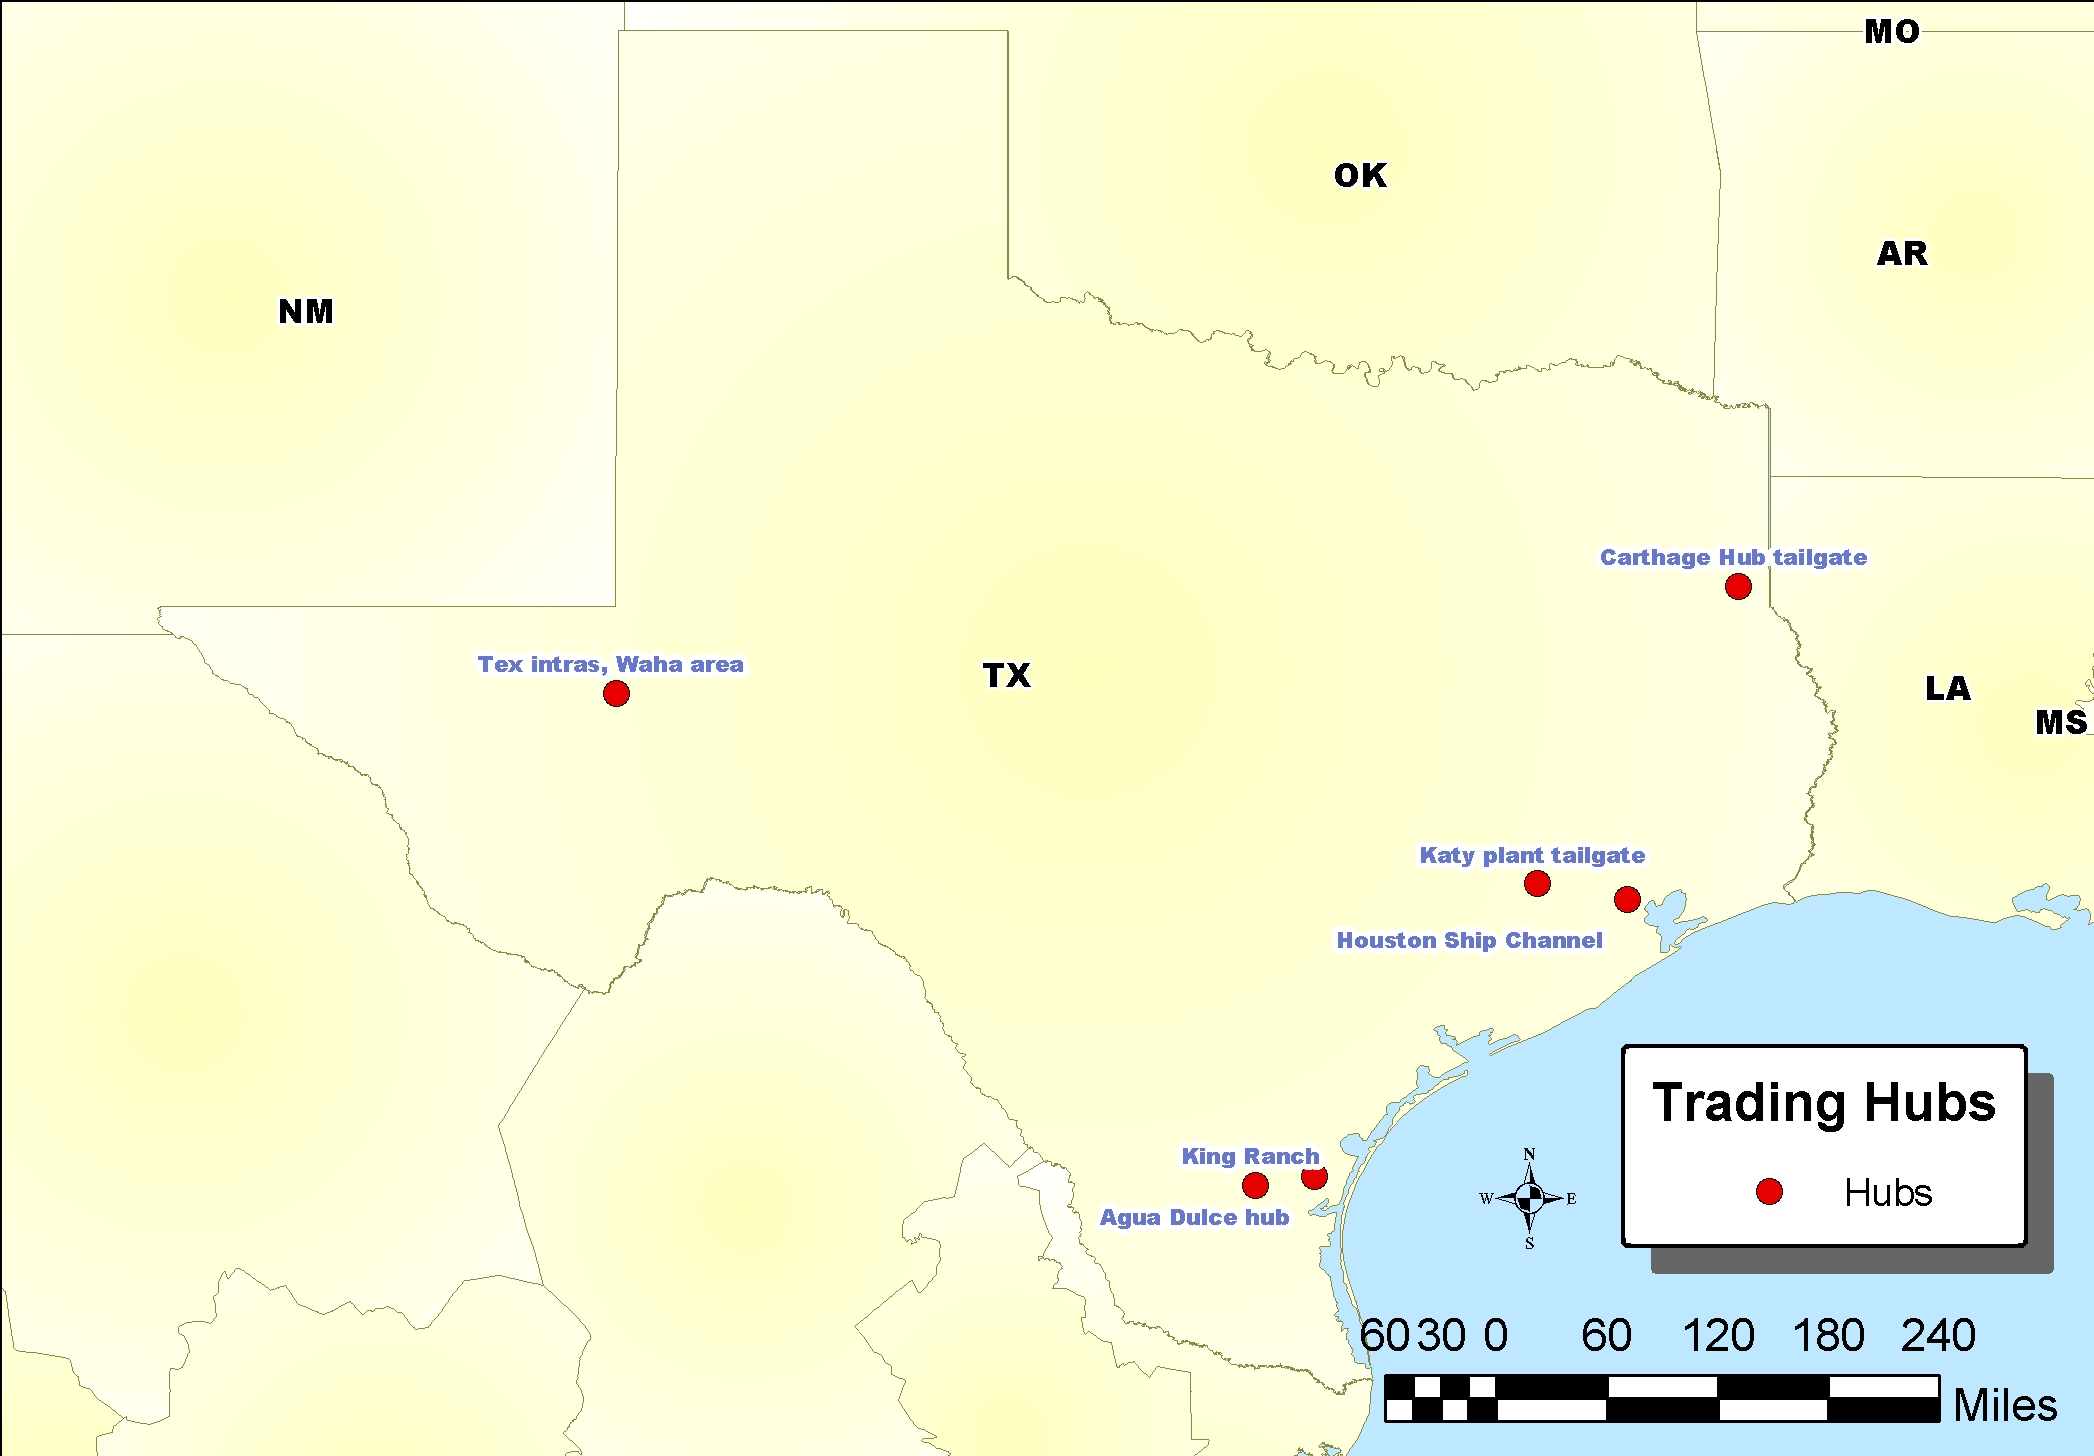 MO
OK
AR
NM
Carthage Hub tailgate
Tex intras, Waha area
TX
LA
MS
Katy plant tailgate
Houston Ship Channel
King Ranch
Agua Dulce hub
Trading Hubs
Hubs
N
W E
S
60 30 0 60 120 180 240
Miles